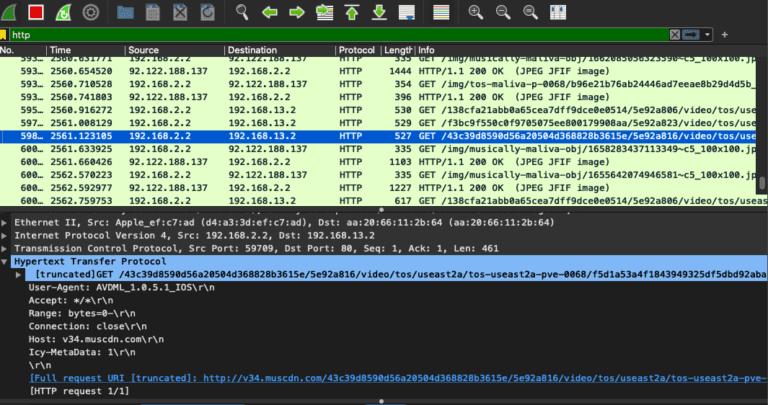 http
No. Time Source Destination Protocol Length Info
593… 2560.631771 192.168.2.2 92.122.188.137 HTTP 335 GET /img/musically-maliva-obj/1662085056323590~c5_100x100.jp
593… 2560.654520 92.122.188.137 192.168.2.2 HTTP 1444 HTTP/1.1 200 OK (JPEG JFIF image)
594… 2560.710528 192.168.2.2 92.122.188.137 HTTP 354 GET /img/tos-maliva-p-0068/b96e21b76ab24446ad7eeae8b29d4d5b_
594… 2560.741803 92.122.188.137 192.168.2.2 HTTP 396 HTTP/1.1 200 OK (JPEG JFIF image)
595… 2560.916272 192.168.2.2 192.168.13.2 HTTP 530 GET /138cfa21abb0a65cea7dff9dce0e0514/5e92a806/video/tos/use
597… 2561.008129 192.168.2.2 192.168.13.2 HTTP 529 GET /f3bc9f550c0f9705075ee800179908aa/5e92a823/video/tos/use
598… 2561.123105 192.168.2.2 192.168.13.2 HTTP 527 GET /43c39d8590d56a20504d368828b3615e/5e92a816/video/tos/use
600… 2561.633925 192.168.2.2 92.122.188.137 HTTP 335 GET /img/musically-maliva-obj/1658283437113349~c5_100x100.jp
600… 2561.660426 92.122.188.137 192.168.2.2 HTTP 1103 HTTP/1.1 200 OK (JPEG JFIF image)
600… 2562.570223 192.168.2.2 92.122.188.137 HTTP 335 GET /img/musically-maliva-obj/1655642074946581~c5_100x100.jp
600… 2562.592977 92.122.188.137 192.168.2.2 HTTP 1227 HTTP/1.1 200 OK (JPEG JFIF image)
600… 2562.759753 192.168.2.2 192.168.13.2 HTTP 617 GET /138cfa21abb0a65cea7dff9dce0e0514/5e92a806/video/tos/useas
Ethernet II, Src: Apple_ef:c7:ad (d4:a3:3d:ef:c7:ad), Dst: aa:20:66:11:2b:64 (aa:20:66:11:2b:64)
Internet Protocol Version 4, Src: 192.168.2.2, Dst: 192.168.13.2
Transmission Control Protocol, Src Port: 59709, Dst Port: 80, Seq: 1, Ack: 1, Len: 461
Hypertext Transfer Protocol
[truncated]GET /43c39d8590d56a20504d368828b3615e/5e92a816/video/tos/useast2a/tos-useast2a-pve-0068/f5d1a53a4f1843949325df5dbd92aba
User-Agent: AVDML_1.0.5.1_IOS\r\n
Accept: */*\r\n
Range: bytes=0-\r\n
Connection: close\r\n
Host: v34.muscdn.com\r\n
Icy-MetaData: 1\r\n
\r\n
[Full request URI [truncated]: http://v34.muscdn.com/43c39d8590d56a20504d368828b3615e/5e92a816/video/tos/useast2a/tos-useast2a-pve-
[HTTP request 1/1]